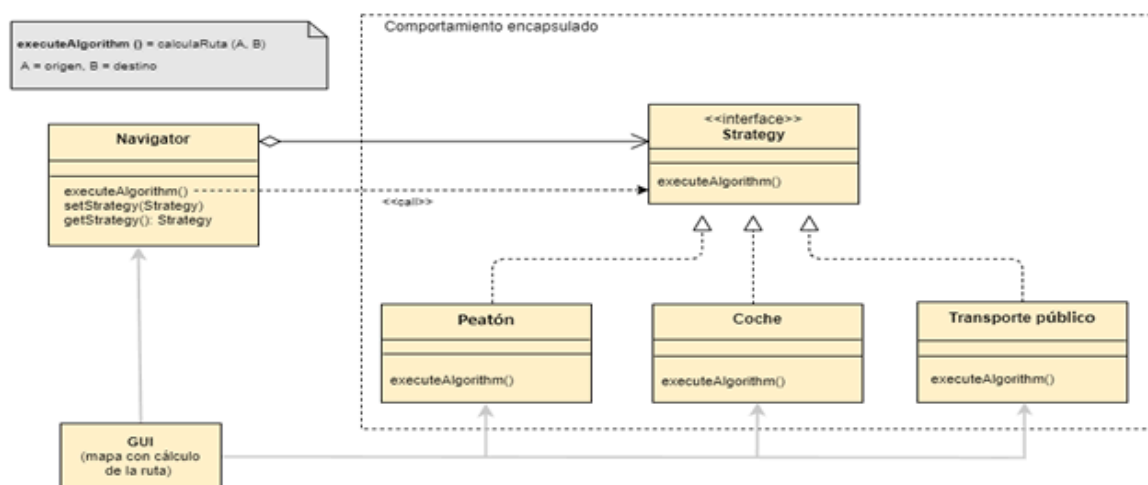 Comportamiento encapsulado
executeAlgorithm () = calculaRuta (A, B)
A = origen, B = destino
Navigator
executeAlgorithm()
setStrategy(Strategy)
getStrategy(): Strategy
<<call>>
<<interface>>
Strategy
executeAlgorithm()
Peatón
executeAlgorithm()
Coche
executeAlgorithm()
Transporte público
executeAlgorithm()
GUI
(mapa con cálculo
de la ruta)